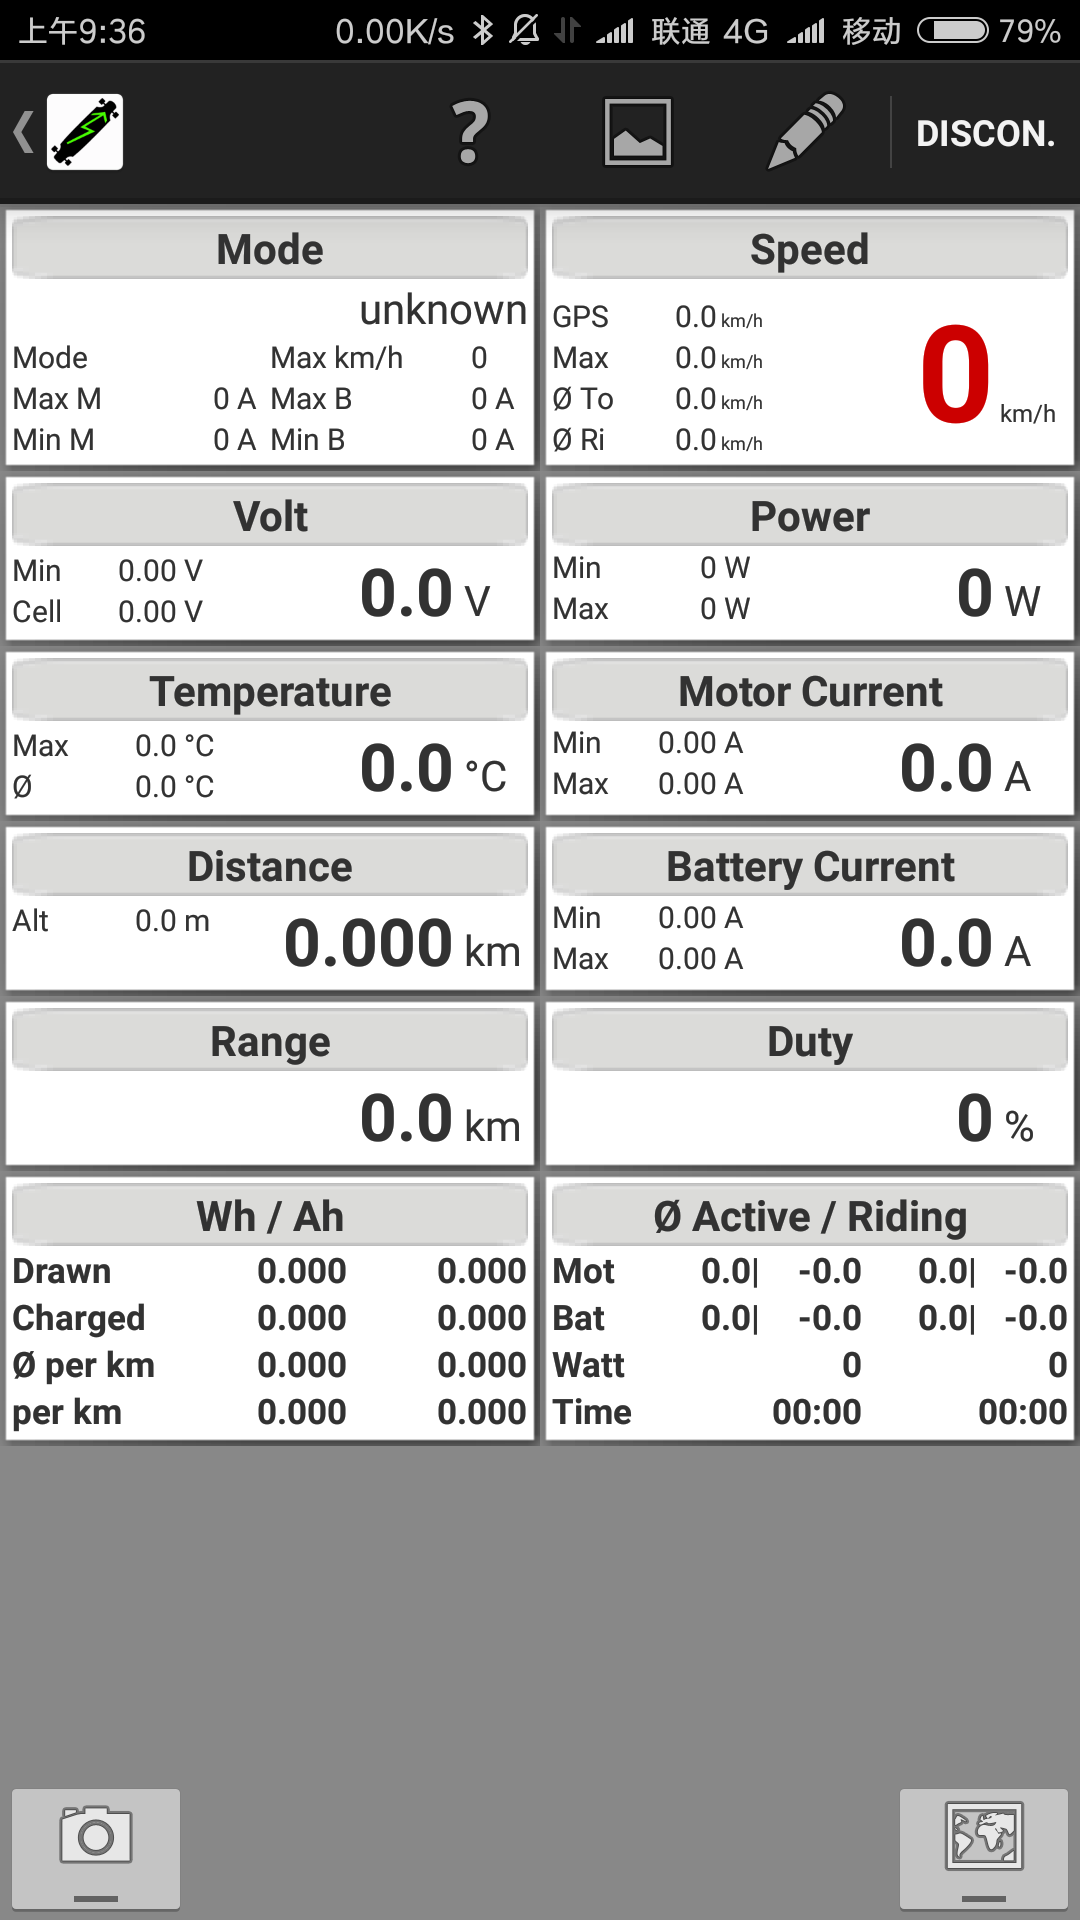 上午9:36 0.00K/s 联通 4G 移动 79%
? DISCON.
Mode
unknown
Mode Max km/h 0
Max M 0 A Max B 0 A
Min M 0 A Min B 0 A
Speed
GPS 0.0 km/h
Max 0.0 km/h
Ø To 0.0 km/h
Ø Ri 0.0 km/h
0 km/h
Volt
Min 0.00 V
Cell 0.00 V
0.0 V
Power
Min 0 W
Max 0 W
0 W
Temperature
Max 0.0 °C
Ø 0.0 °C
0.0 °C
Motor Current
Min 0.00 A
Max 0.00 A
0.0 A
Distance
Alt 0.0 m
0.000 km
Battery Current
Min 0.00 A
Max 0.00 A
0.0 A
Range
0.0 km
Duty
0 %
Wh / Ah
Drawn 0.000 0.000
Charged 0.000 0.000
Ø per km 0.000 0.000
per km 0.000 0.000
Ø Active / Riding
Mot 0.0| -0.0 0.0| -0.0
Bat 0.0| -0.0 0.0| -0.0
Watt 0 0
Time 00:00 00:00